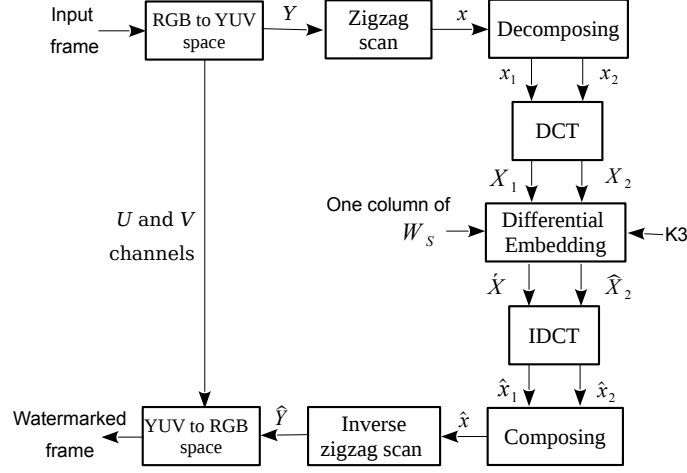 Input
frame
RGB to YUV
space
Y
Zigzag
scan
x
Decomposing
x₁
x₂
DCT
X₁
X₂
One column of
W_S
Differential
Embedding
K3
U and V
channels
X́
X̂₂
IDCT
x̂₁
x̂₂
Watermarked
frame
YUV to RGB
space
Ŷ
Inverse
zigzag scan
x̂
Composing